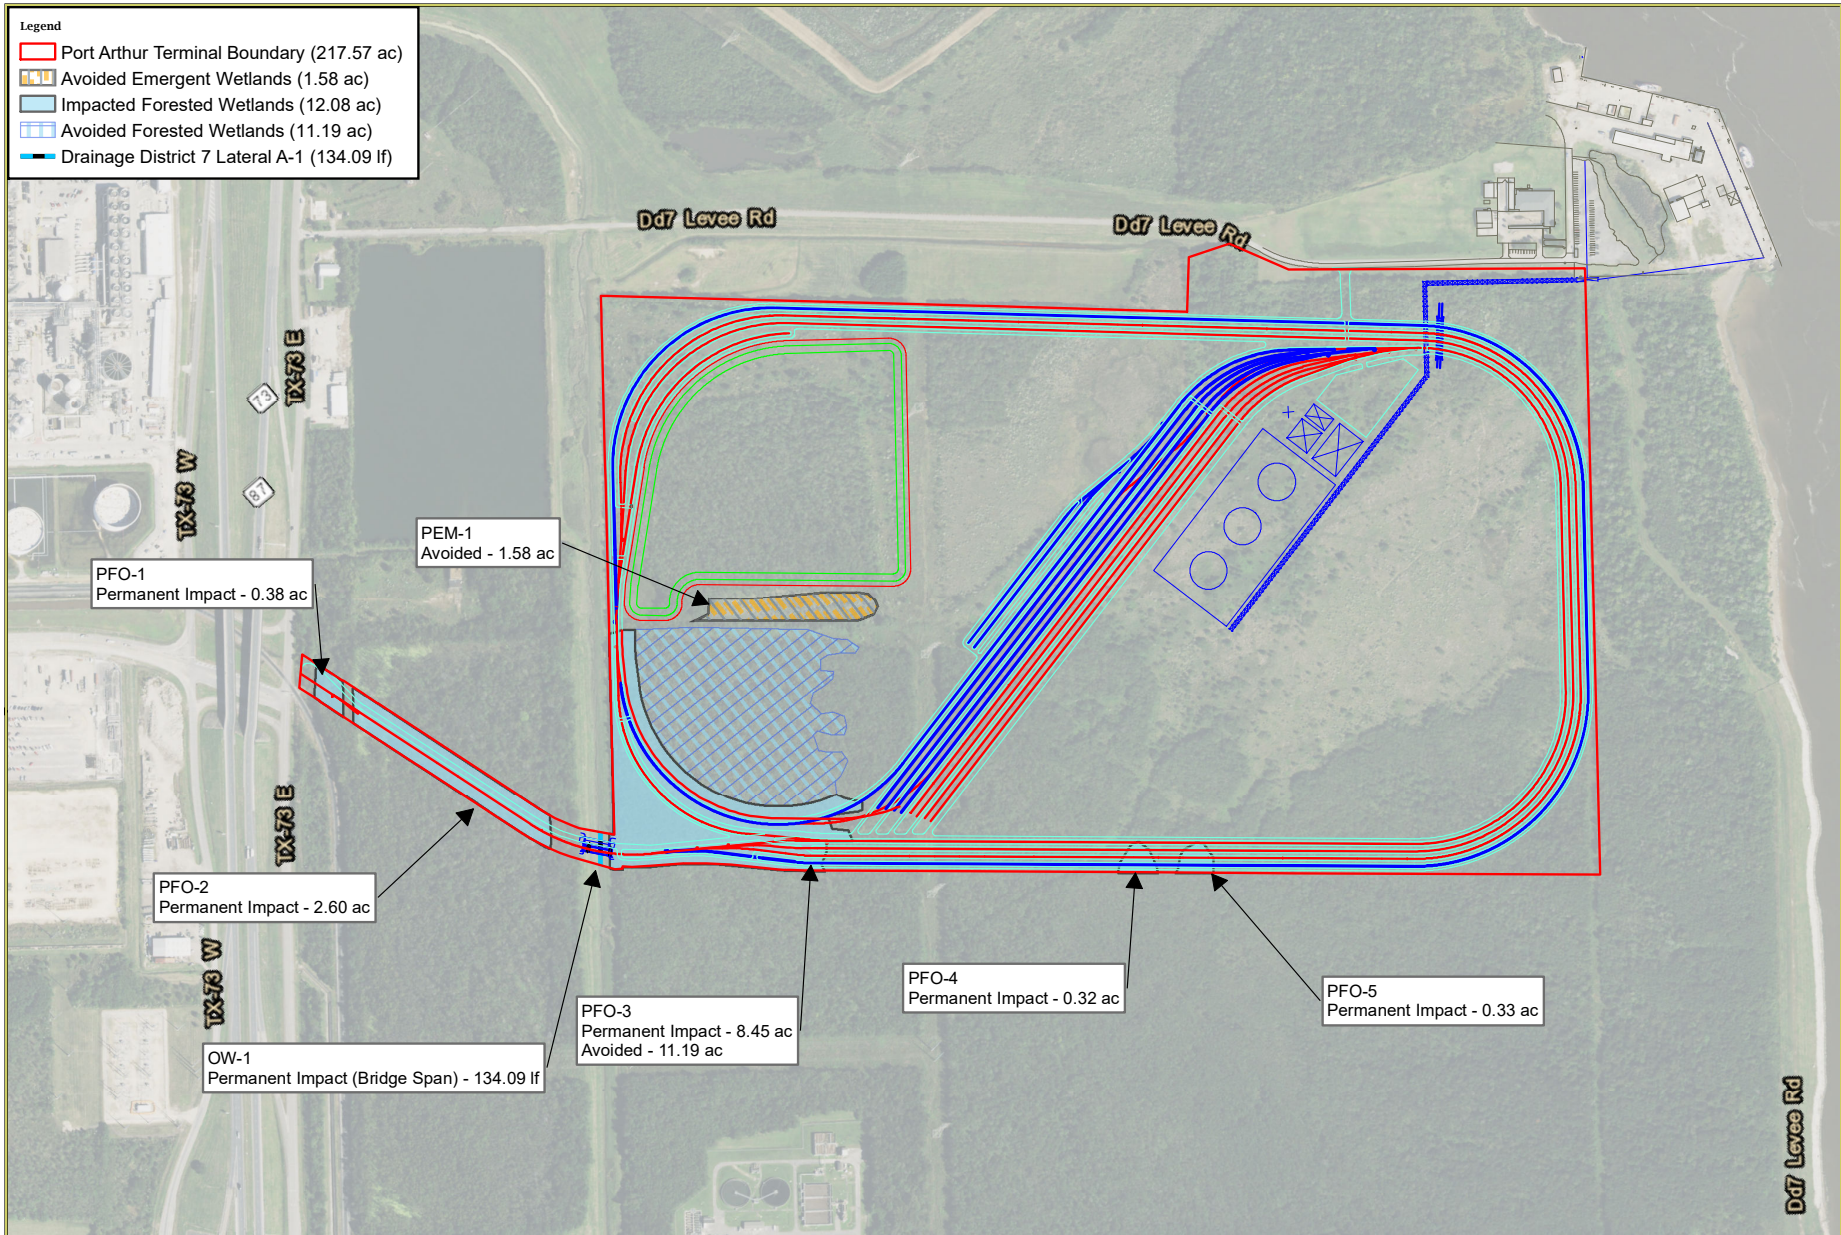 Legend
Port Arthur Terminal Boundary (217.57 ac)
Avoided Emergent Wetlands (1.58 ac)
Impacted Forested Wetlands (12.08 ac)
Avoided Forested Wetlands (11.19 ac)
Drainage District 7 Lateral A-1 (134.09 lf)
Dd7 Levee Rd
Dd7 Levee Rd
TX-73 E
73
87
TX-73 W
PEM-1
Avoided - 1.58 ac
PFO-1
Permanent Impact - 0.38 ac
TX-73 E
PFO-2
Permanent Impact - 2.60 ac
TX-73 W
PFO-4
Permanent Impact - 0.32 ac
PFO-5
Permanent Impact - 0.33 ac
PFO-3
Permanent Impact - 8.45 ac
Avoided - 11.19 ac
OW-1
Permanent Impact (Bridge Span) - 134.09 lf
Dd7 Levee Rd